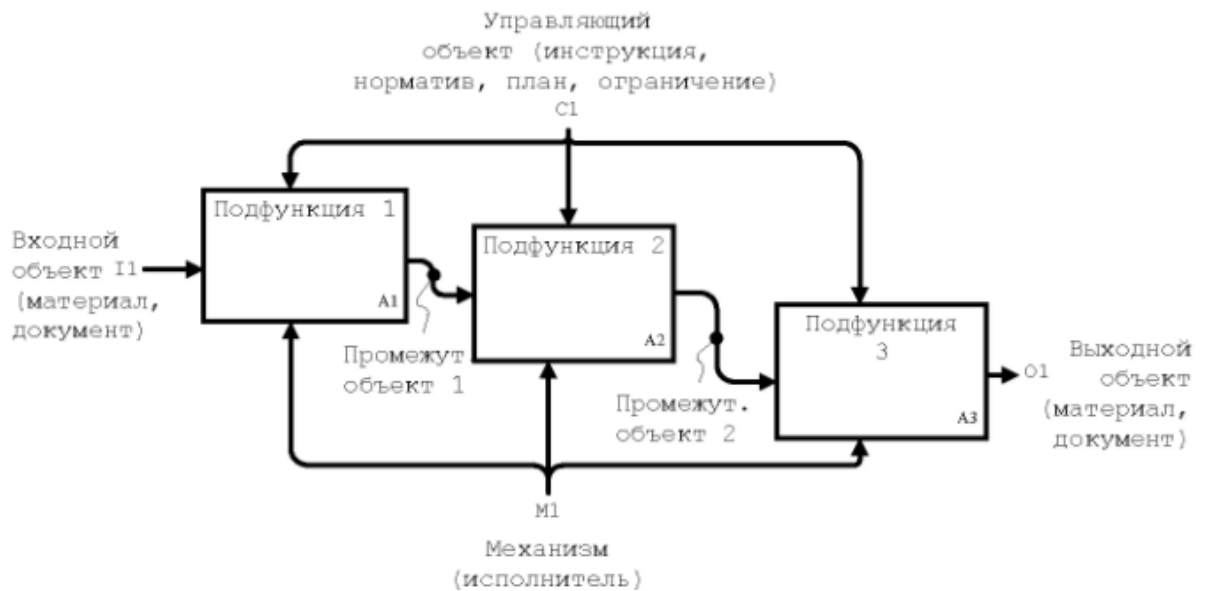 Управляющий
объект (инструкция,
норматив, план, ограничение)
C1
Подфункция 1
A1
Входной
объект I1
(материал,
документ)
Промежут.
объект 1
Подфункция 2
A2
Промежут.
объект 2
Подфункция
3
A3
O1
Выходной
объект
(материал,
документ)
M1
Механизм
(исполнитель)